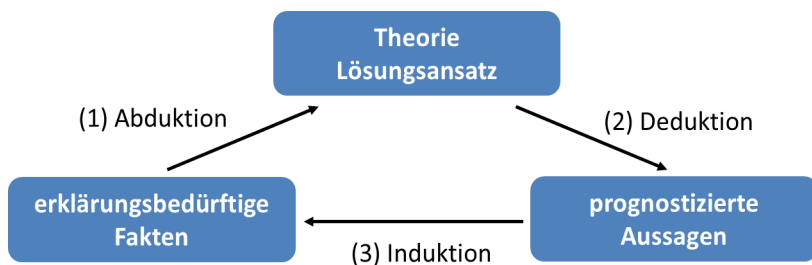 Theorie
Lösungsansatz
(1) Abduktion
(2) Deduktion
erklärungsbedürftige
Fakten
prognostizierte
Aussagen
(3) Induktion